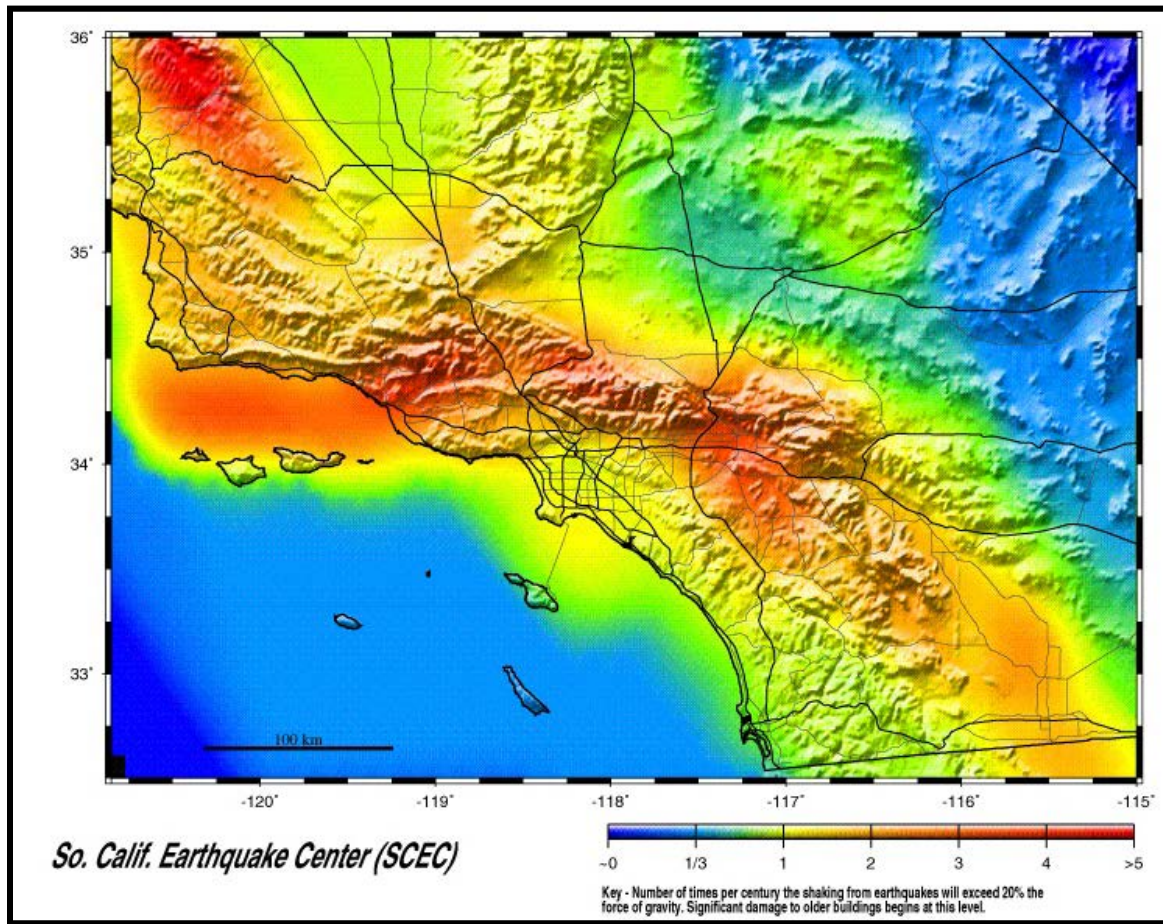 36°
35°
34°
33°
100 km
-120°
-119°
-118°
-117°
-116°
-115°
So. Calif. Earthquake Center (SCEC)
~0 1/3 1 2 3 4 >5
Key - Number of times per century the shaking from earthquakes will exceed 20% the
force of gravity. Significant damage to older buildings begins at this level.